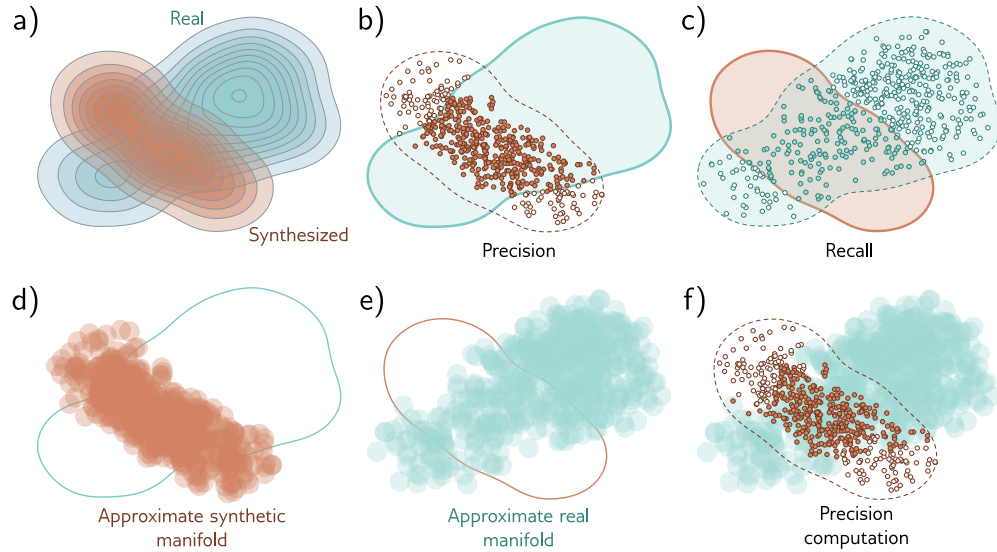 a)
Real
Synthesized
b)
Precision
c)
Recall
d)
Approximate synthetic
manifold
e)
Approximate real
manifold
f)
Precision
computation